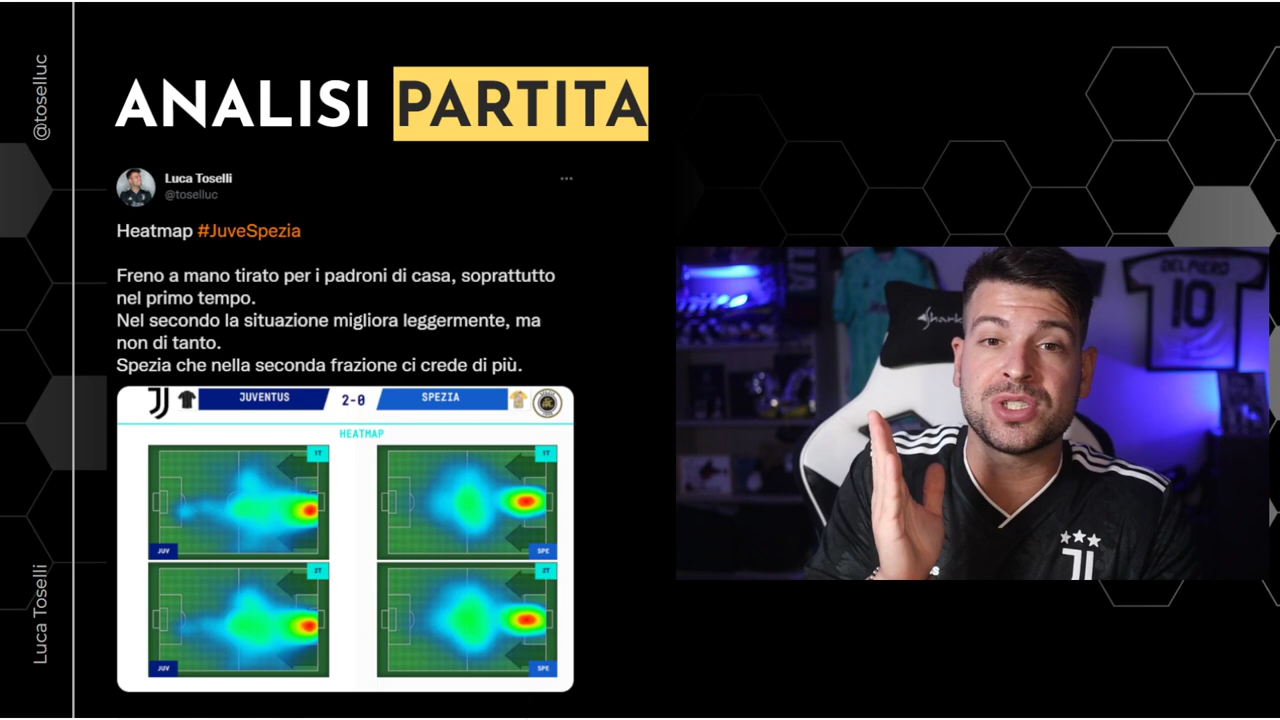 @toselluc
Luca Toselli
ANALISI PARTITA
Luca Toselli
@toselluc
Heatmap #JuveSpezia
Freno a mano tirato per i padroni di casa, soprattutto
nel primo tempo.
Nel secondo la situazione migliora leggermente, ma
non di tanto.
Spezia che nella seconda frazione ci crede di più.
JUVENTUS 2-0 SPEZIA
HEATMAP
1T
JUV
1T
SPE
2T
JUV
2T
SPE
Shark
DEL PIERO
10